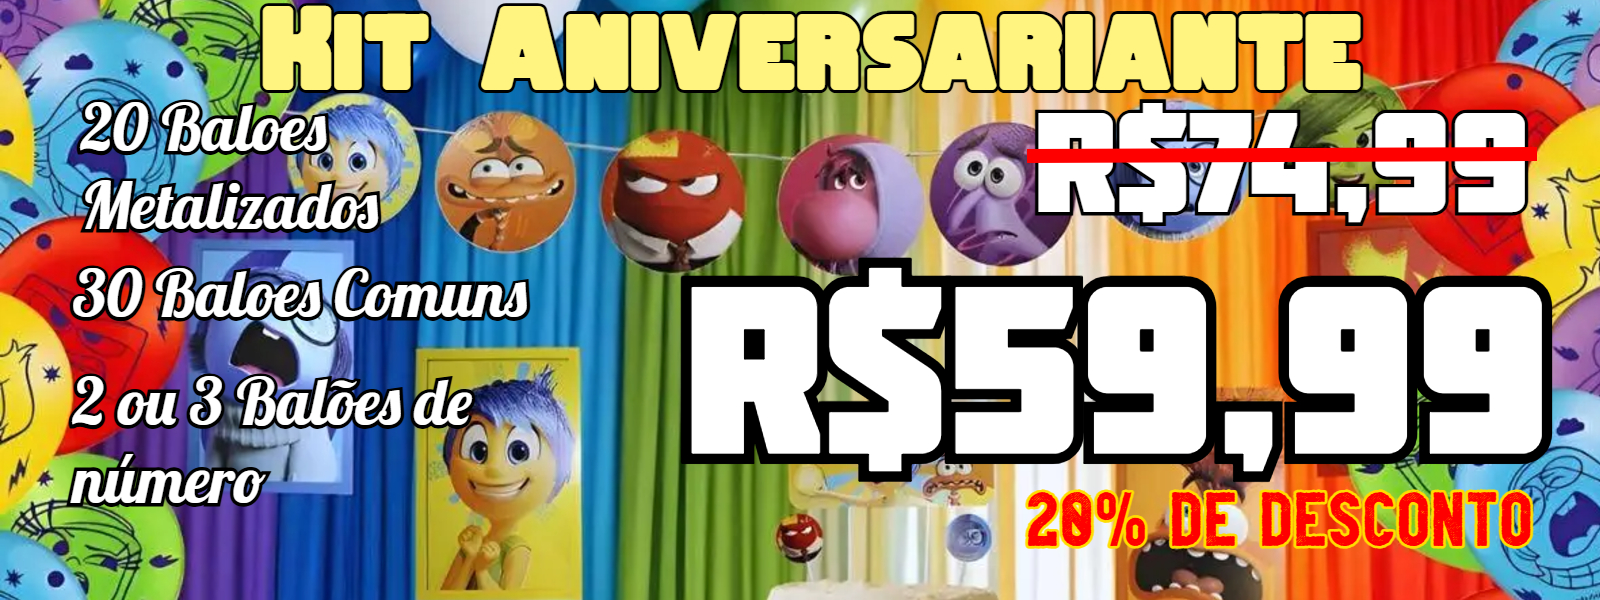 Kit Aniversariante
20 Baloes
Metalizados
30 Baloes Comuns
2 ou 3 Balões de
número
R$74,99
R$59,99
20% DE DESCONTO